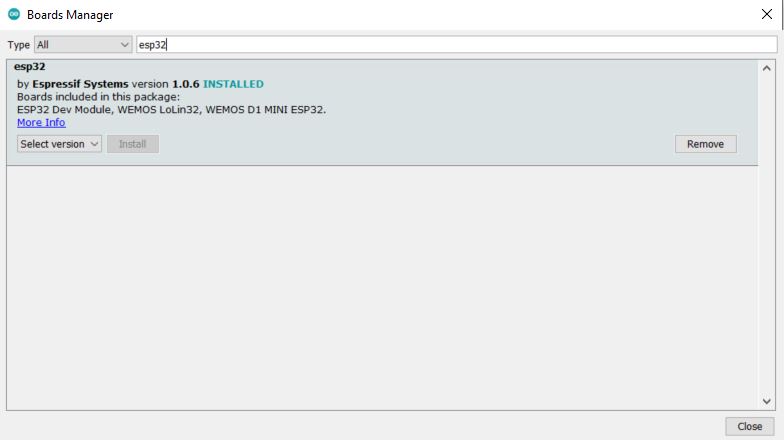 Boards Manager
Type All esp32
esp32
by Espressif Systems version 1.0.6 INSTALLED
Boards included in this package:
ESP32 Dev Module, WEMOS LoLin32, WEMOS D1 MINI ESP32.
More Info
Select version Install Remove
Close